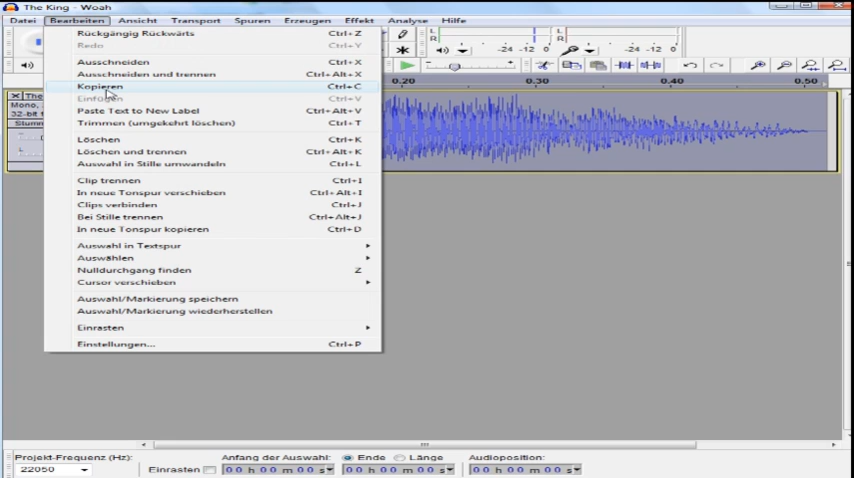 The King - Woah
Datei Bearbeiten Ansicht Transport Spuren Erzeugen Effekt Analyse Hilfe
Rückgängig Rückwärts Ctrl+Z
Redo Ctrl+Y
Ausschneiden Ctrl+X
Ausschneiden und trennen Ctrl+Alt+X
Kopieren Ctrl+C
Einfügen Ctrl+V
Paste Text to New Label Ctrl+Alt+V
Trimmen (umgekehrt löschen) Ctrl+T
Löschen Ctrl+K
Löschen und trennen Ctrl+Alt+K
Auswahl in Stille umwandeln Ctrl+L
Clip trennen Ctrl+I
In neue Tonspur verschieben Ctrl+Alt+I
Clips verbinden Ctrl+J
Bei Stille trennen Ctrl+Alt+J
In neue Tonspur kopieren Ctrl+D
Auswahl in Textspur
Auswählen
Nulldurchgang finden Z
Cursor verschieben
Auswahl/Markierung speichern
Auswahl/Markierung wiederherstellen
Einrasten
Einstellungen... Ctrl+P
L
R
-24 -12 0
L
R
-24 -12 0
0.20 0.30 0.40 0.50
X The
Mono,
32-bit
Stumm
L
Projekt-Frequenz (Hz):
22050
Einrasten
Anfang der Auswahl: Ende Länge Audioposition:
00 h 00 m 00 s 00 h 00 m 00 s 00 h 00 m 00 s